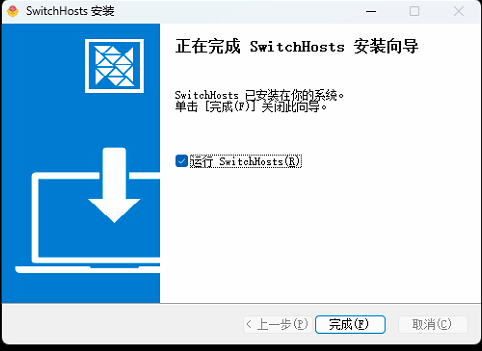 SwitchHosts 安装
正在完成 SwitchHosts 安装向导
SwitchHosts 已安装在你的系统。
单击 [完成(F)] 关闭此向导。
运行 SwitchHosts(R)
< 上一步(P)
完成(F)
取消(C)